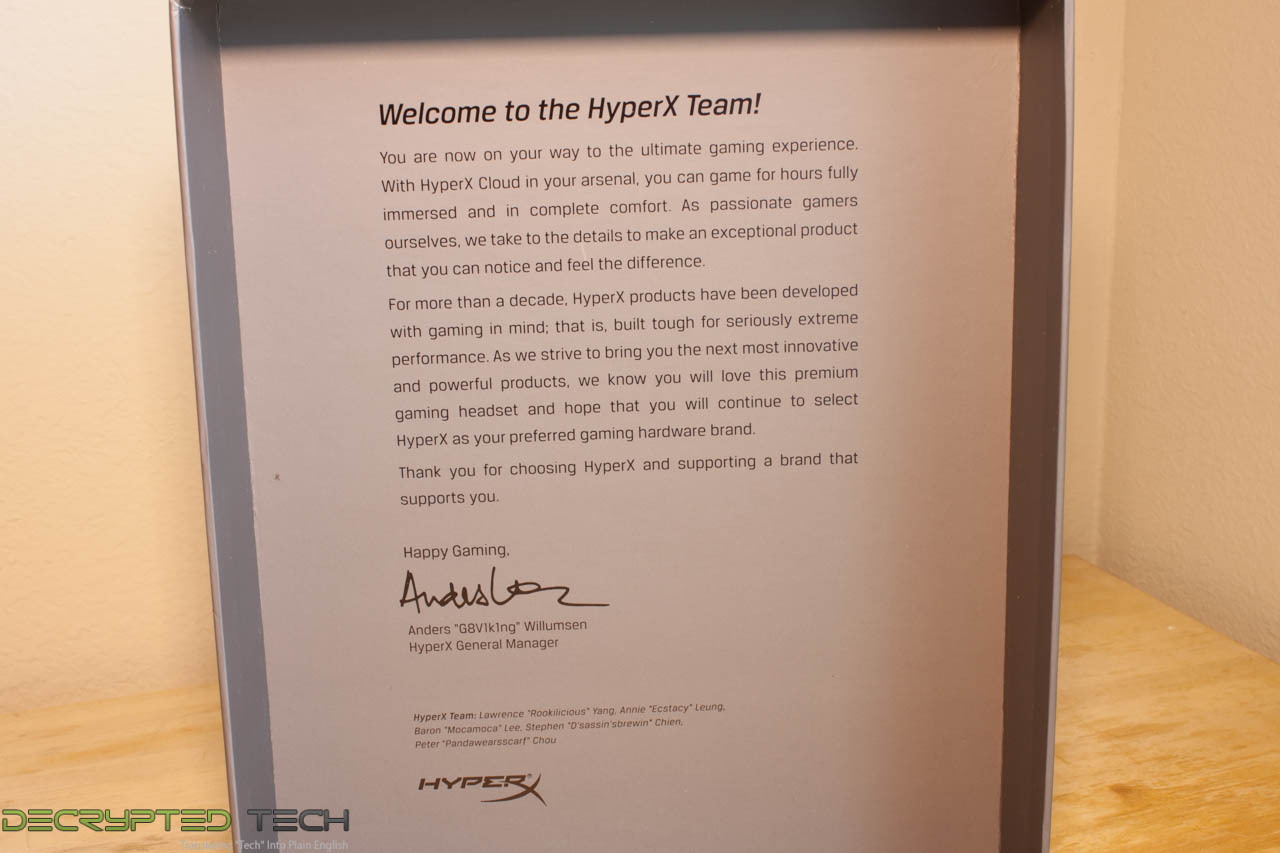 Welcome to the HyperX Team!
You are now on your way to the ultimate gaming experience.
With HyperX Cloud in your arsenal, you can game for hours fully
immersed and in complete comfort. As passionate gamers
ourselves, we take to the details to make an exceptional product
that you can notice and feel the difference.
For more than a decade, HyperX products have been developed
with gaming in mind; that is, built tough for seriously extreme
performance. As we strive to bring you the next most innovative
and powerful products, we know you will love this premium
gaming headset and hope that you will continue to select
HyperX as your preferred gaming hardware brand.
Thank you for choosing HyperX and supporting a brand that
supports you.
Happy Gaming,
Anders
Anders "G8V1k1ng" Willumsen
HyperX General Manager
HyperX Team: Lawrence "Rookilicious" Yang, Annie "Ecstacy" Leung,
Baron "Mocamoca" Lee, Stephen "D'sassin'sbrewin" Chien,
Peter "Pandawearsscarf" Chou
HYPERX®
DECRYPTED TECH
Translating "Tech" Into Plain English